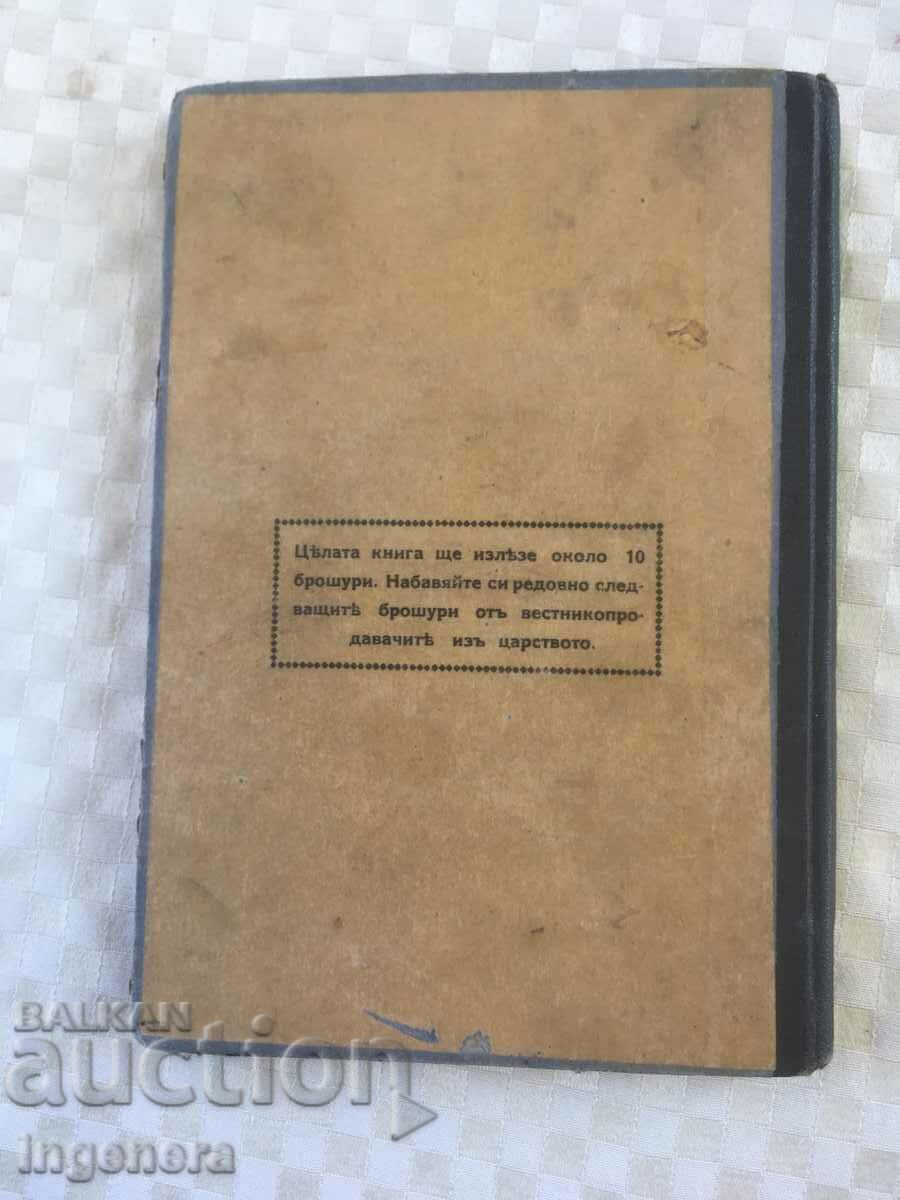 Цѣлата книга ще излѣзе около 10
брошури. Набавяйте си редовно след-
ващитѣ брошури отъ вестникопро-
давачитѣ изъ царството.
BALKAN
auction
ingenera